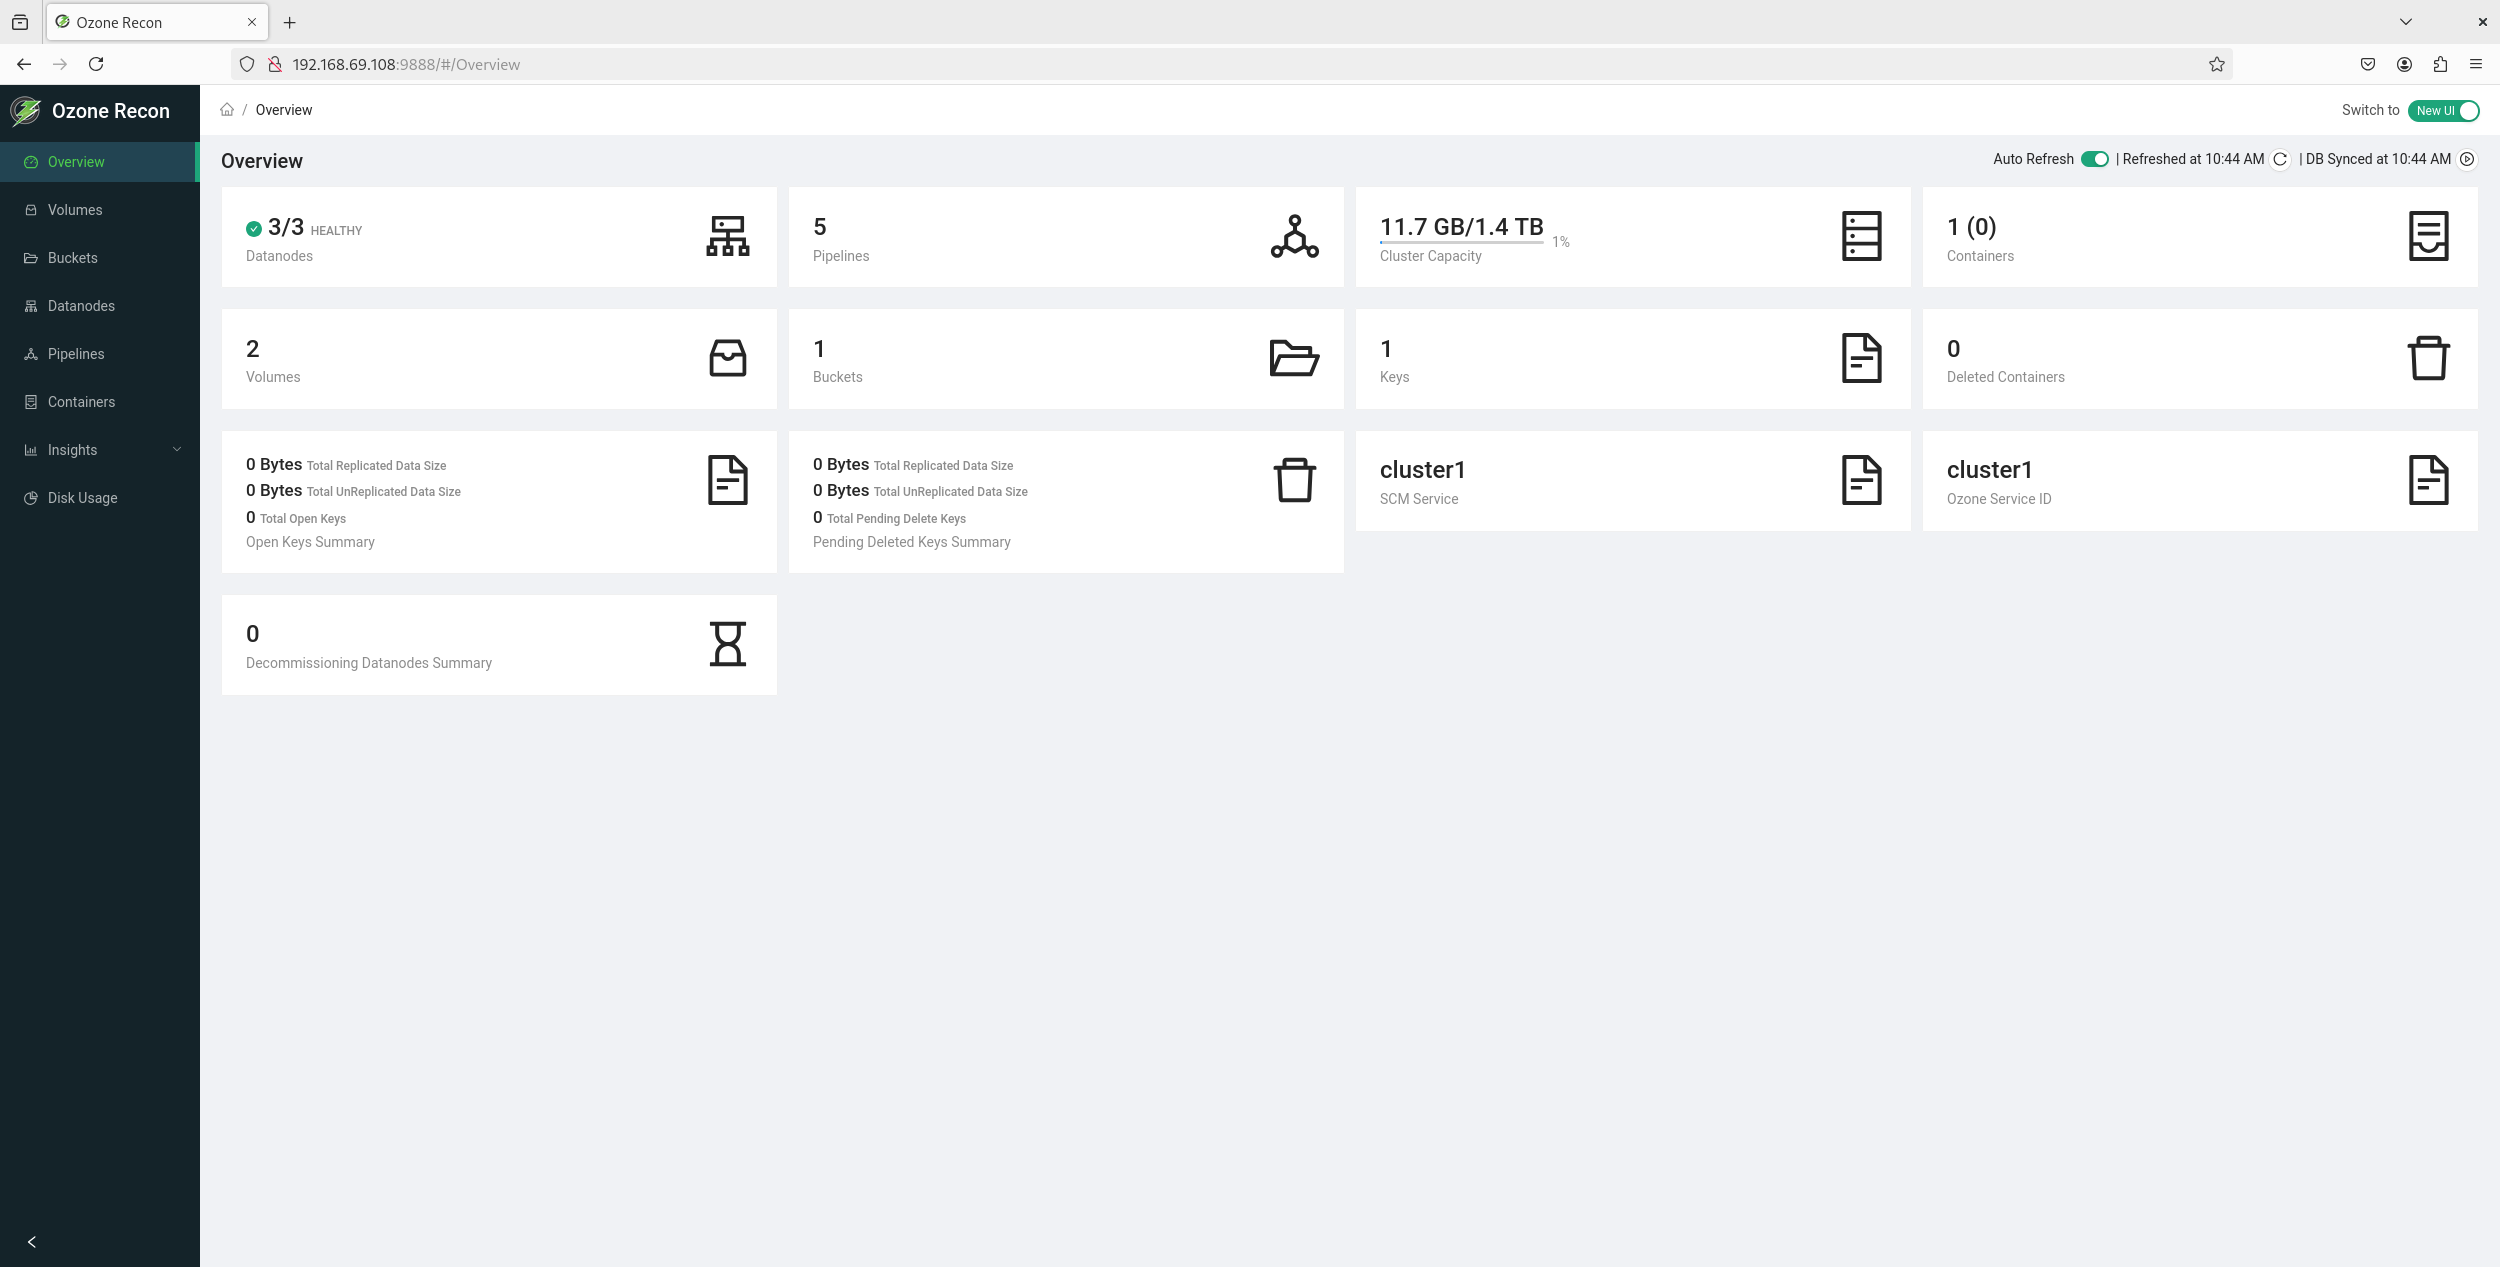 Ozone Recon
192.168.69.108:9888/#/Overview
Ozone Recon
/ Overview
Switch to New UI
Overview
Volumes
Buckets
Datanodes
Pipelines
Containers
Insights
Disk Usage
Overview
Auto Refresh | Refreshed at 10:44 AM | DB Synced at 10:44 AM
3/3 HEALTHY
Datanodes
5
Pipelines
11.7 GB/1.4 TB
1%
Cluster Capacity
1 (0)
Containers
2
Volumes
1
Buckets
1
Keys
0
Deleted Containers
0 Bytes Total Replicated Data Size
0 Bytes Total UnReplicated Data Size
0 Total Open Keys
Open Keys Summary
0 Bytes Total Replicated Data Size
0 Bytes Total UnReplicated Data Size
0 Total Pending Delete Keys
Pending Deleted Keys Summary
cluster1
SCM Service
cluster1
Ozone Service ID
0
Decommissioning Datanodes Summary